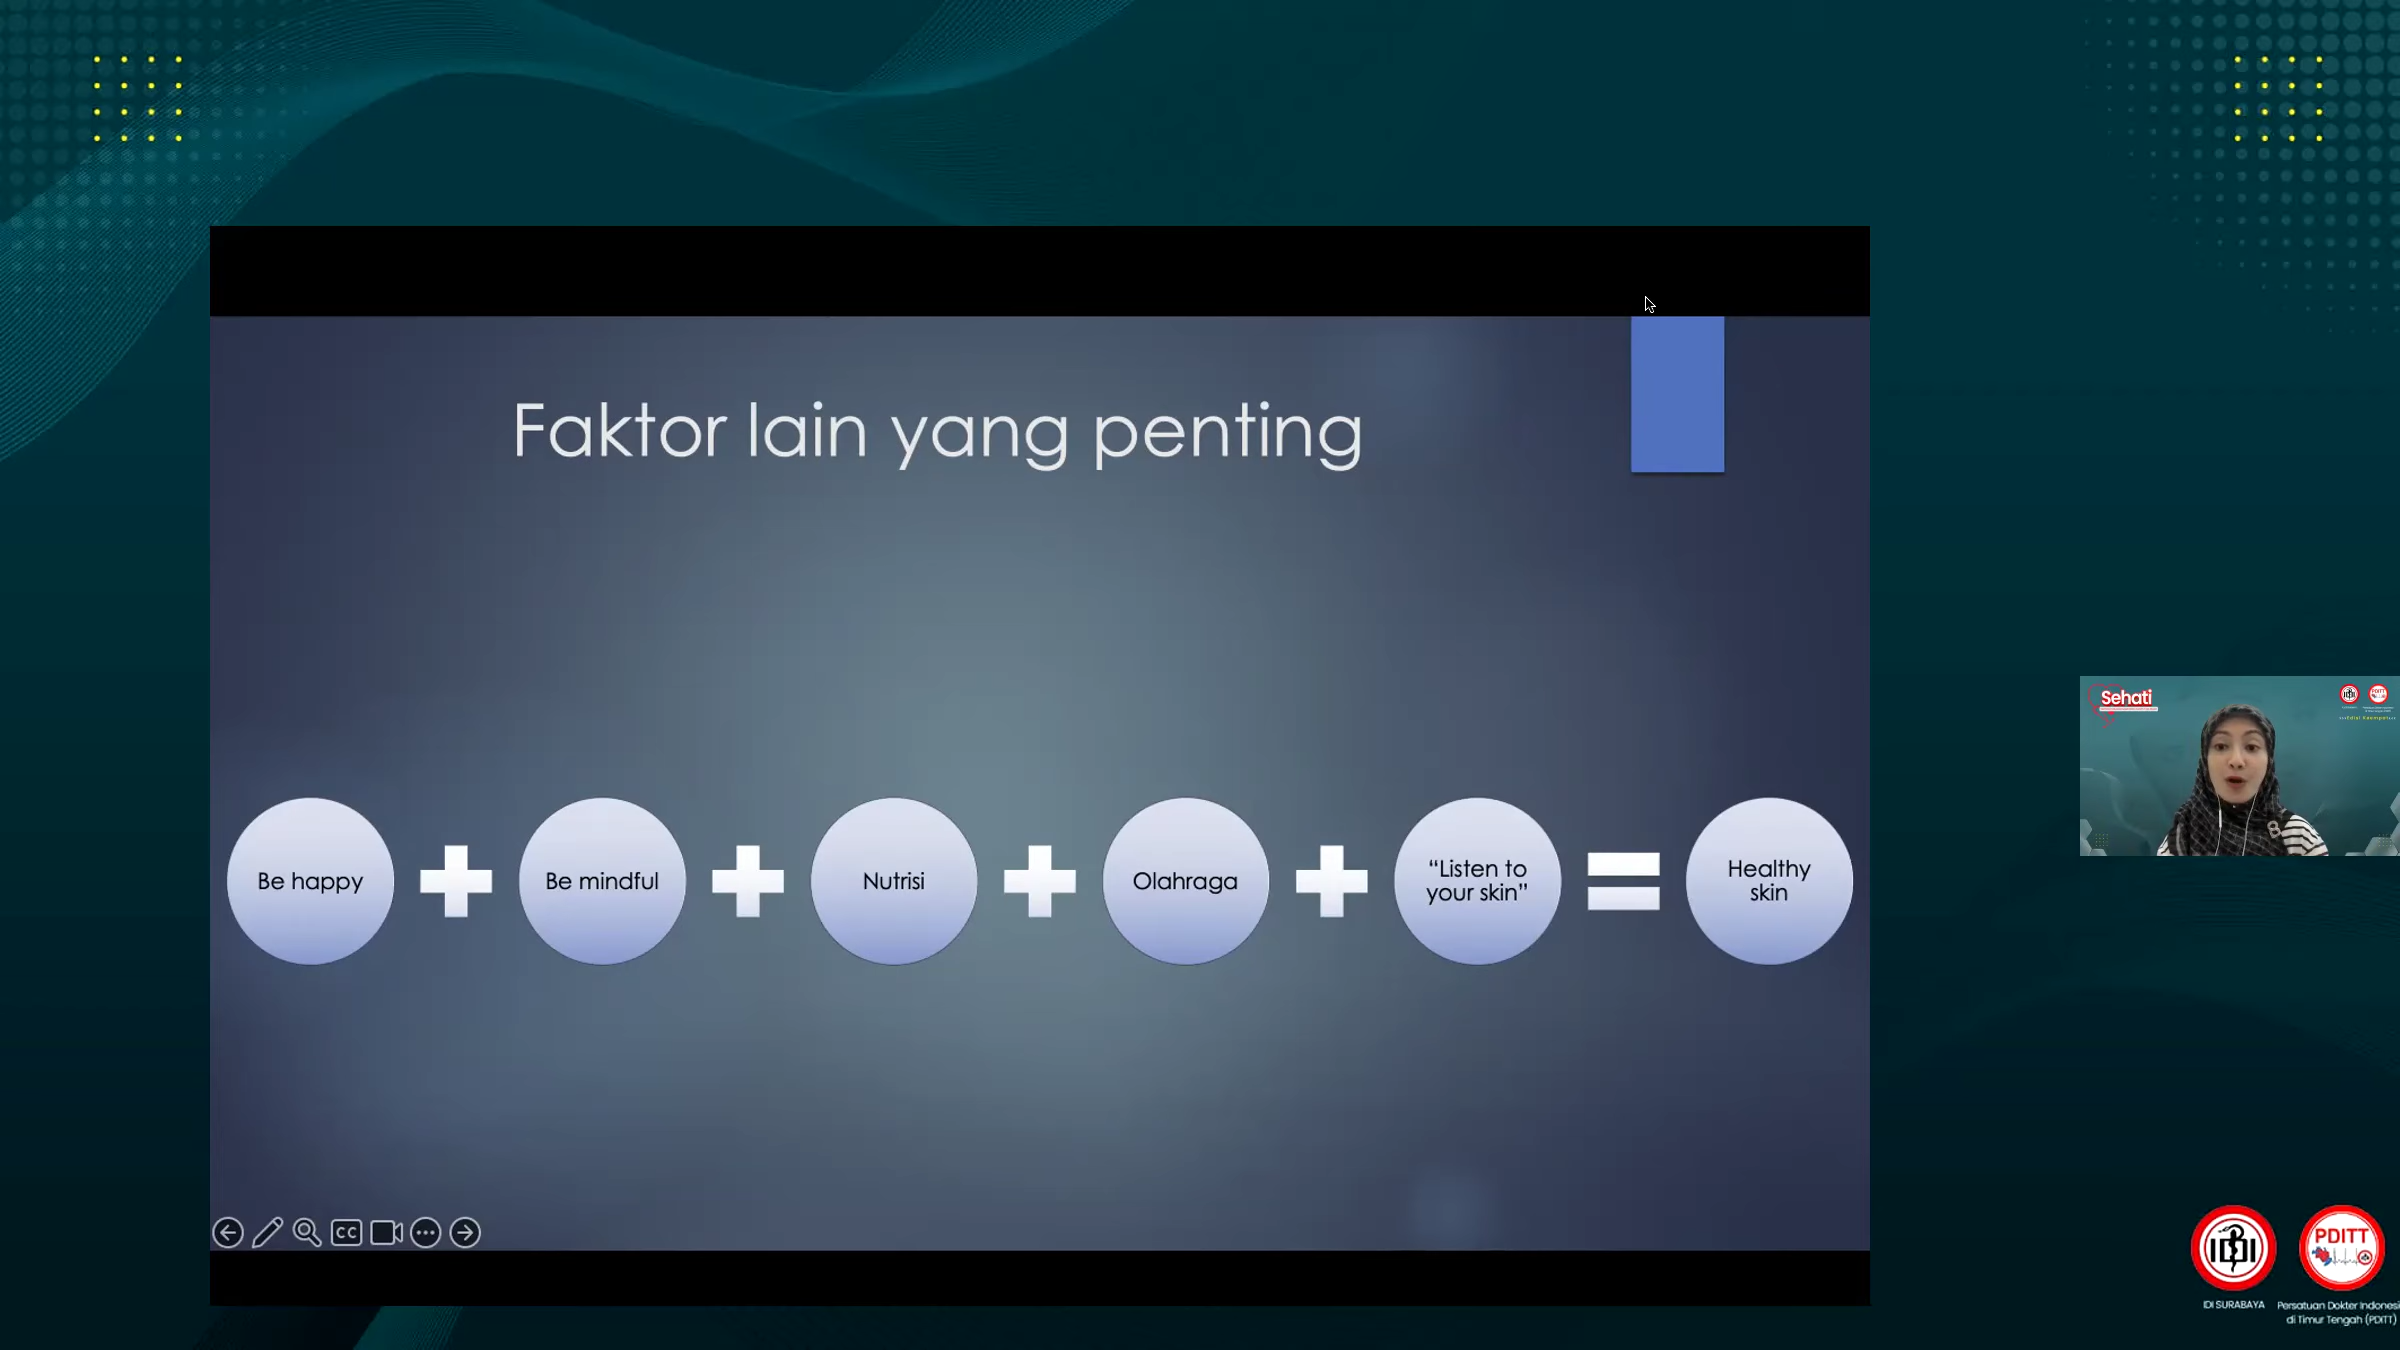 Faktor lain yang penting
Be happy
Be mindful
Nutrisi
Olahraga
“Listen to
your skin”
Healthy
skin
CC
Sehati
PDITT
IDI SURABAYA
Persatuan Dokter Indonesi
di Timur Tengah (PDITT)